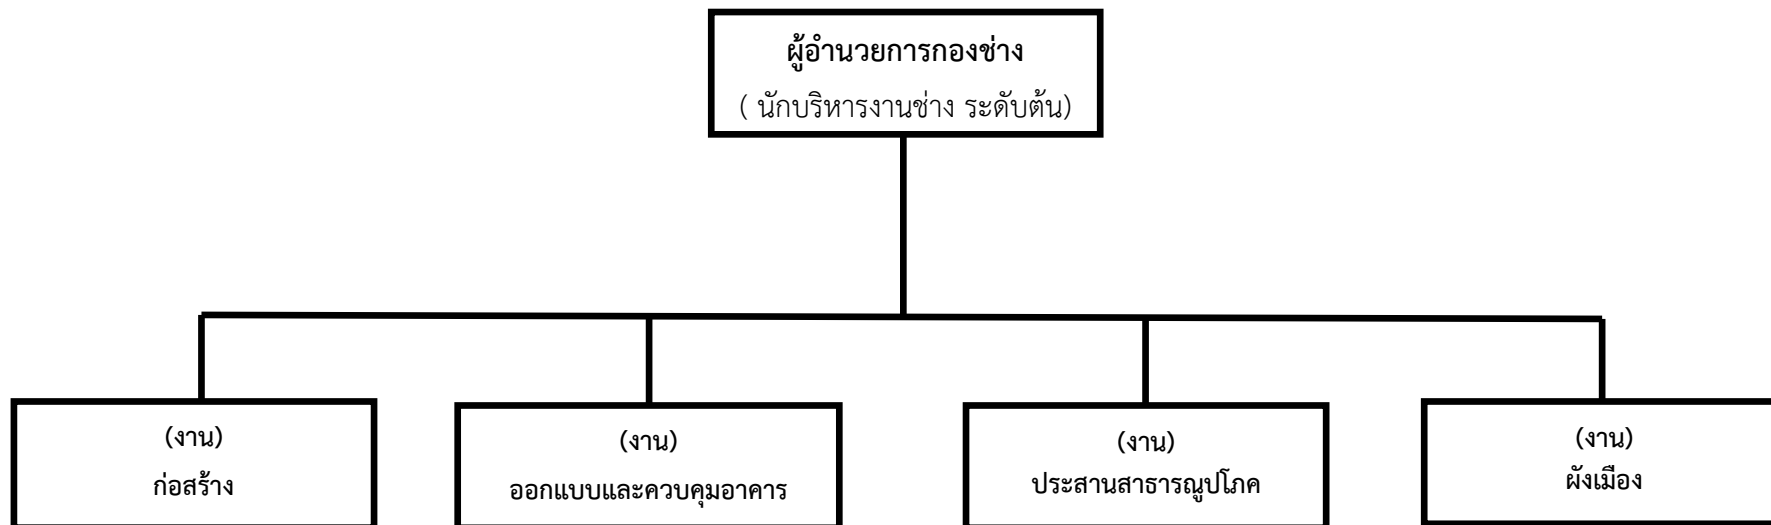 ผู้อำนวยการกองช่าง
( นักบริหารงานช่าง ระดับต้น)
(งาน)
ก่อสร้าง
(งาน)
ออกแบบและควบคุมอาคาร
(งาน)
ประสานสาธารณูปโภค
(งาน)
ผังเมือง